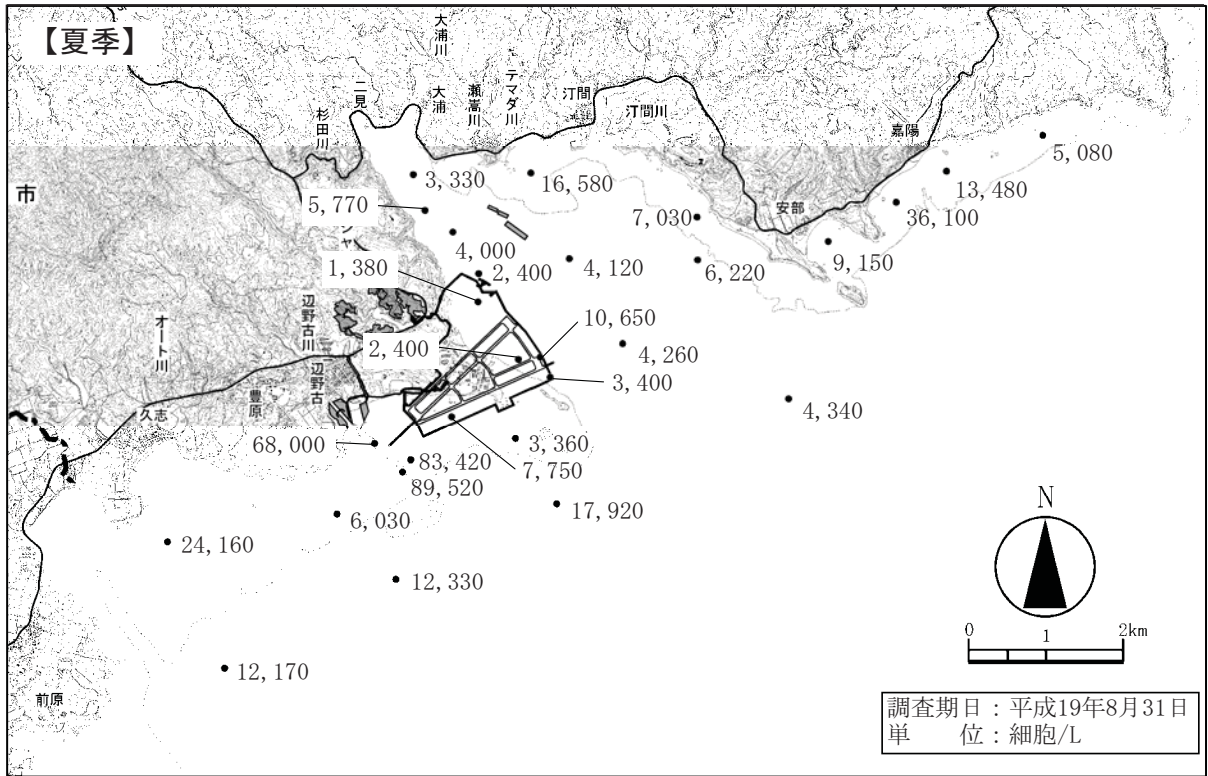 【夏季】
大浦川
二見
杉田川
大浦
瀬嵩川
テマダ川
汀間
汀間川
嘉陽
安部
市
5,080
13,480
36,100
9,150
3,330
16,580
5,770
7,030
4,000
1,380
2,400
4,120
6,220
辺野古川
辺野古
オート川
豊原
久志
10,650
2,400
4,260
3,400
4,340
68,000
3,360
83,420
7,750
89,520
17,920
6,030
24,160
12,330
12,170
前原
N
0 1 2km
調査期日：平成19年8月31日
単　　位：細胞/L